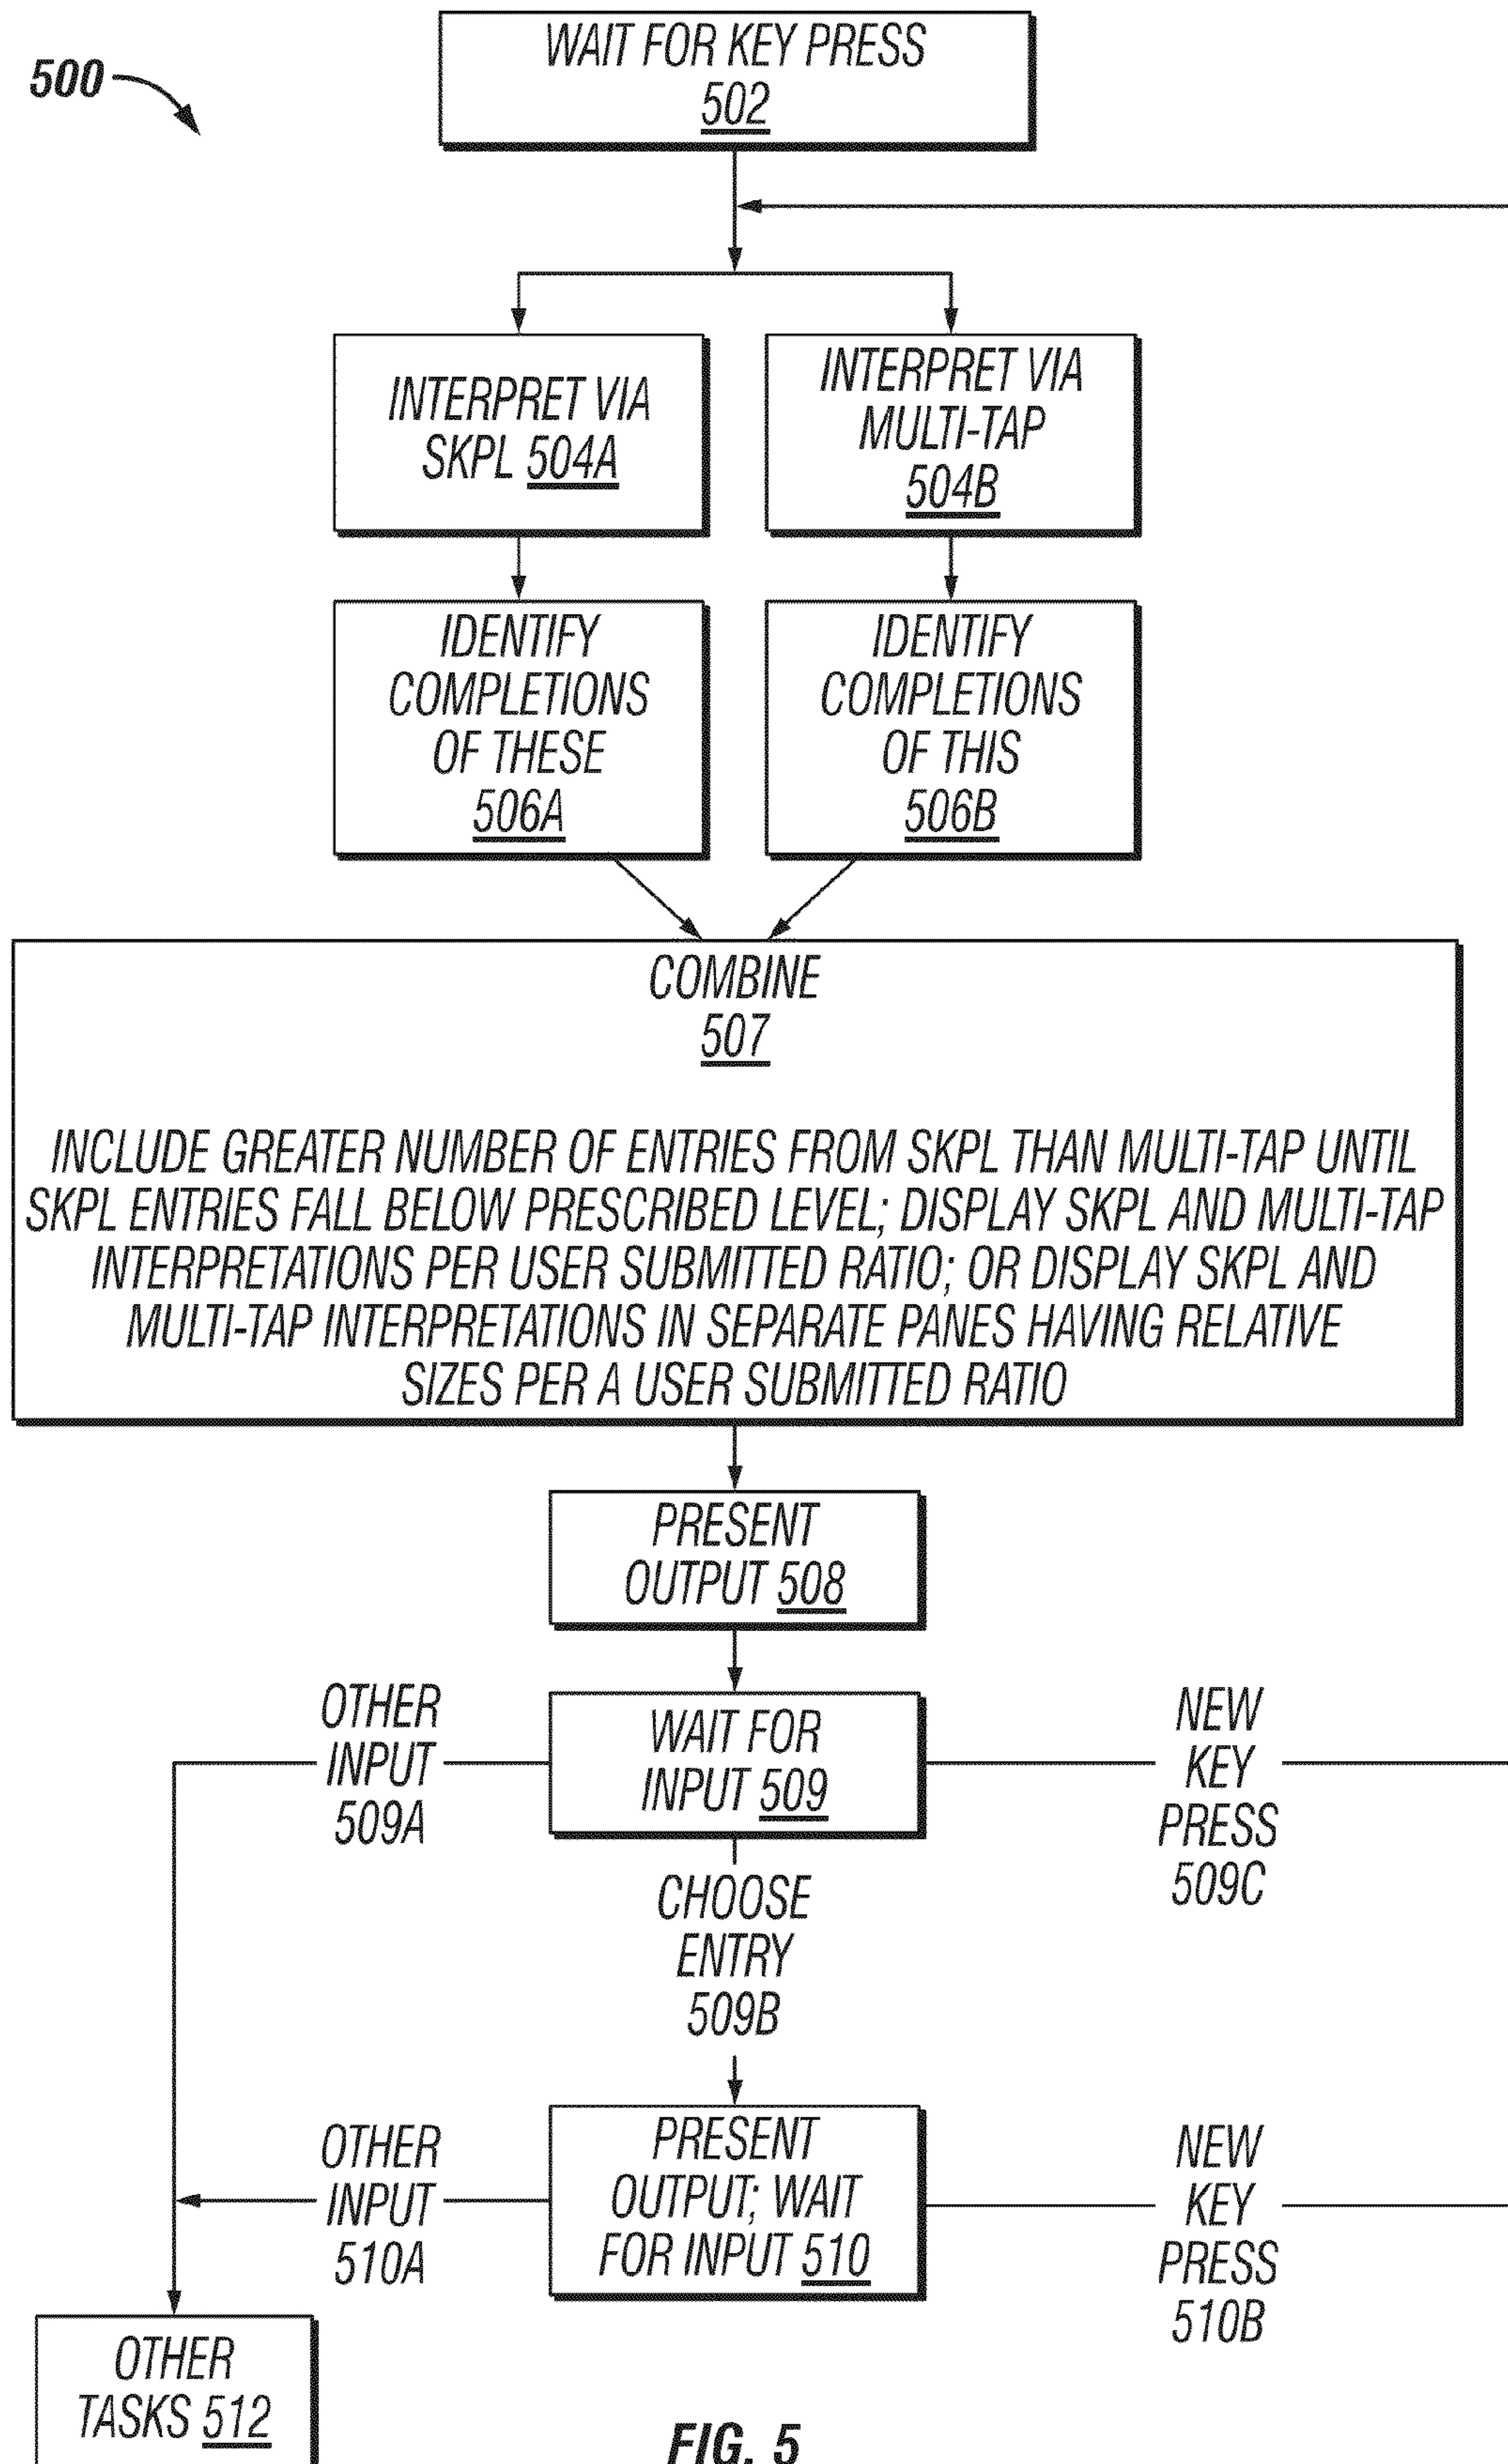 500
WAIT FOR KEY PRESS
502
INTERPRET VIA
SKPL 504A
INTERPRET VIA
MULTI-TAP
504B
IDENTIFY
COMPLETIONS
OF THESE
506A
IDENTIFY
COMPLETIONS
OF THIS
506B
COMBINE
507
INCLUDE GREATER NUMBER OF ENTRIES FROM SKPL THAN MULTI-TAP UNTIL
SKPL ENTRIES FALL BELOW PRESCRIBED LEVEL; DISPLAY SKPL AND MULTI-TAP
INTERPRETATIONS PER USER SUBMITTED RATIO; OR DISPLAY SKPL AND
MULTI-TAP INTERPRETATIONS IN SEPARATE PANES HAVING RELATIVE
SIZES PER A USER SUBMITTED RATIO
PRESENT
OUTPUT 508
OTHER
INPUT
509A
WAIT FOR
INPUT 509
NEW
KEY
PRESS
509C
CHOOSE
ENTRY
509B
OTHER
INPUT
510A
PRESENT
OUTPUT; WAIT
FOR INPUT 510
NEW
KEY
PRESS
510B
OTHER
TASKS 512
FIG. 5